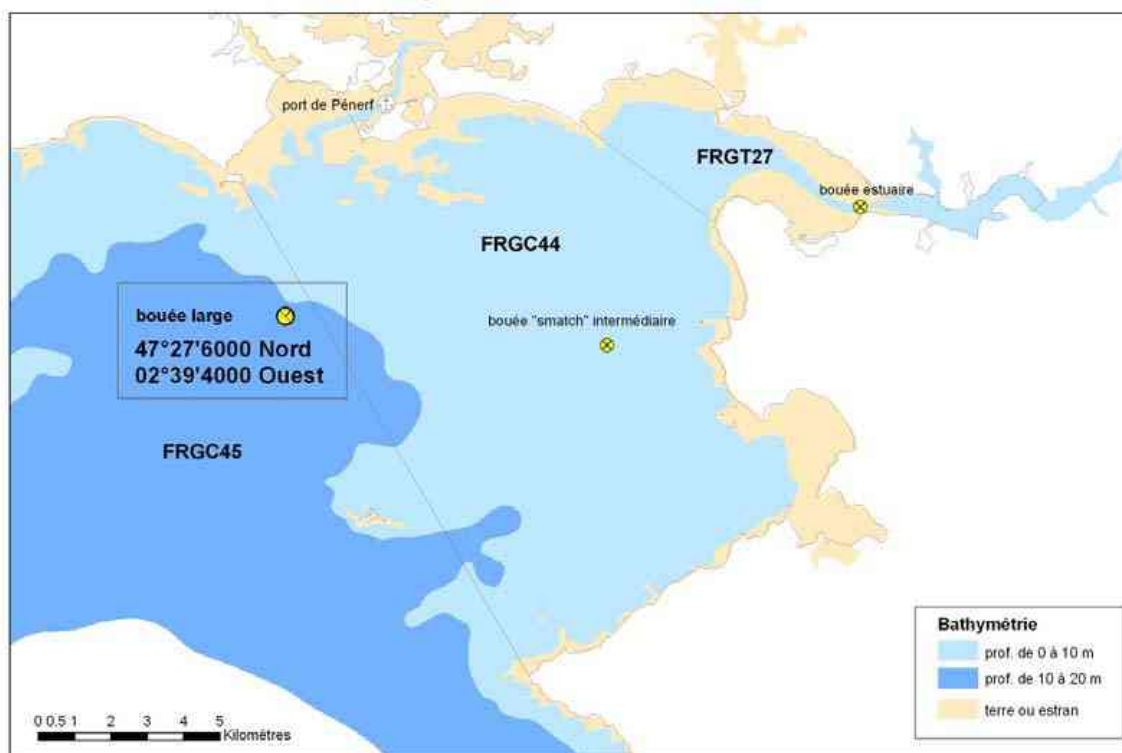 port de Pénerf
FRGT27
bouée estuaire
FRGC44
bouée large
47°27'6000 Nord
02°39'4000 Ouest
bouée "smatch" intermédiaire
FRGC45
Bathymétrie
prof. de 0 à 10 m
prof. de 10 à 20 m
terre ou estran
0 0,5 1 2 3 4 5
Kilomètres